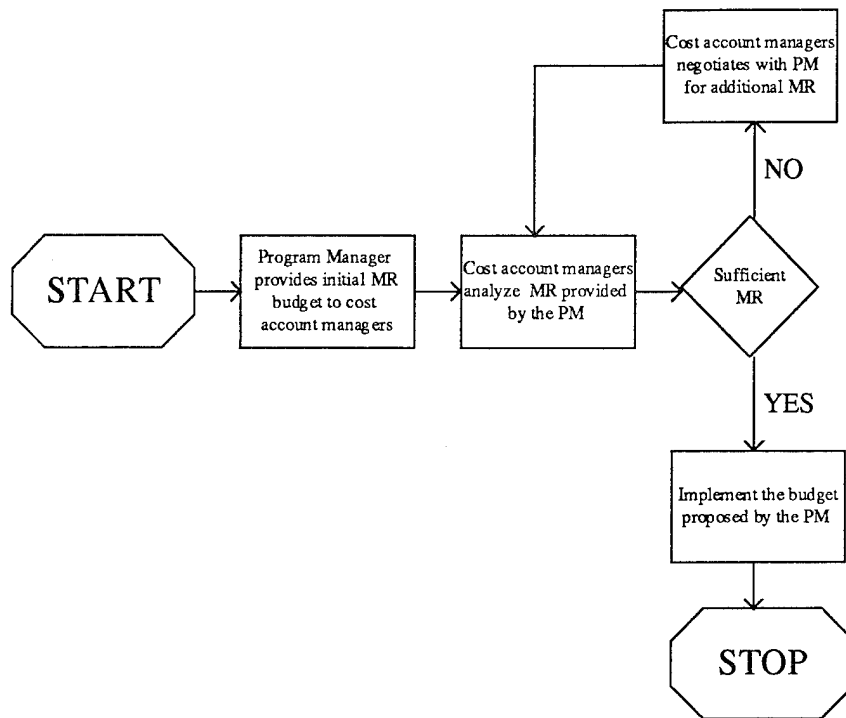 Cost account managers
negotiates with PM
for additional MR
NO
START
Program Manager
provides initial MR
budget to cost
account managers
Cost account managers
analyze MR provided
by the PM
Sufficient
MR
YES
Implement the budget
proposed by the PM
STOP